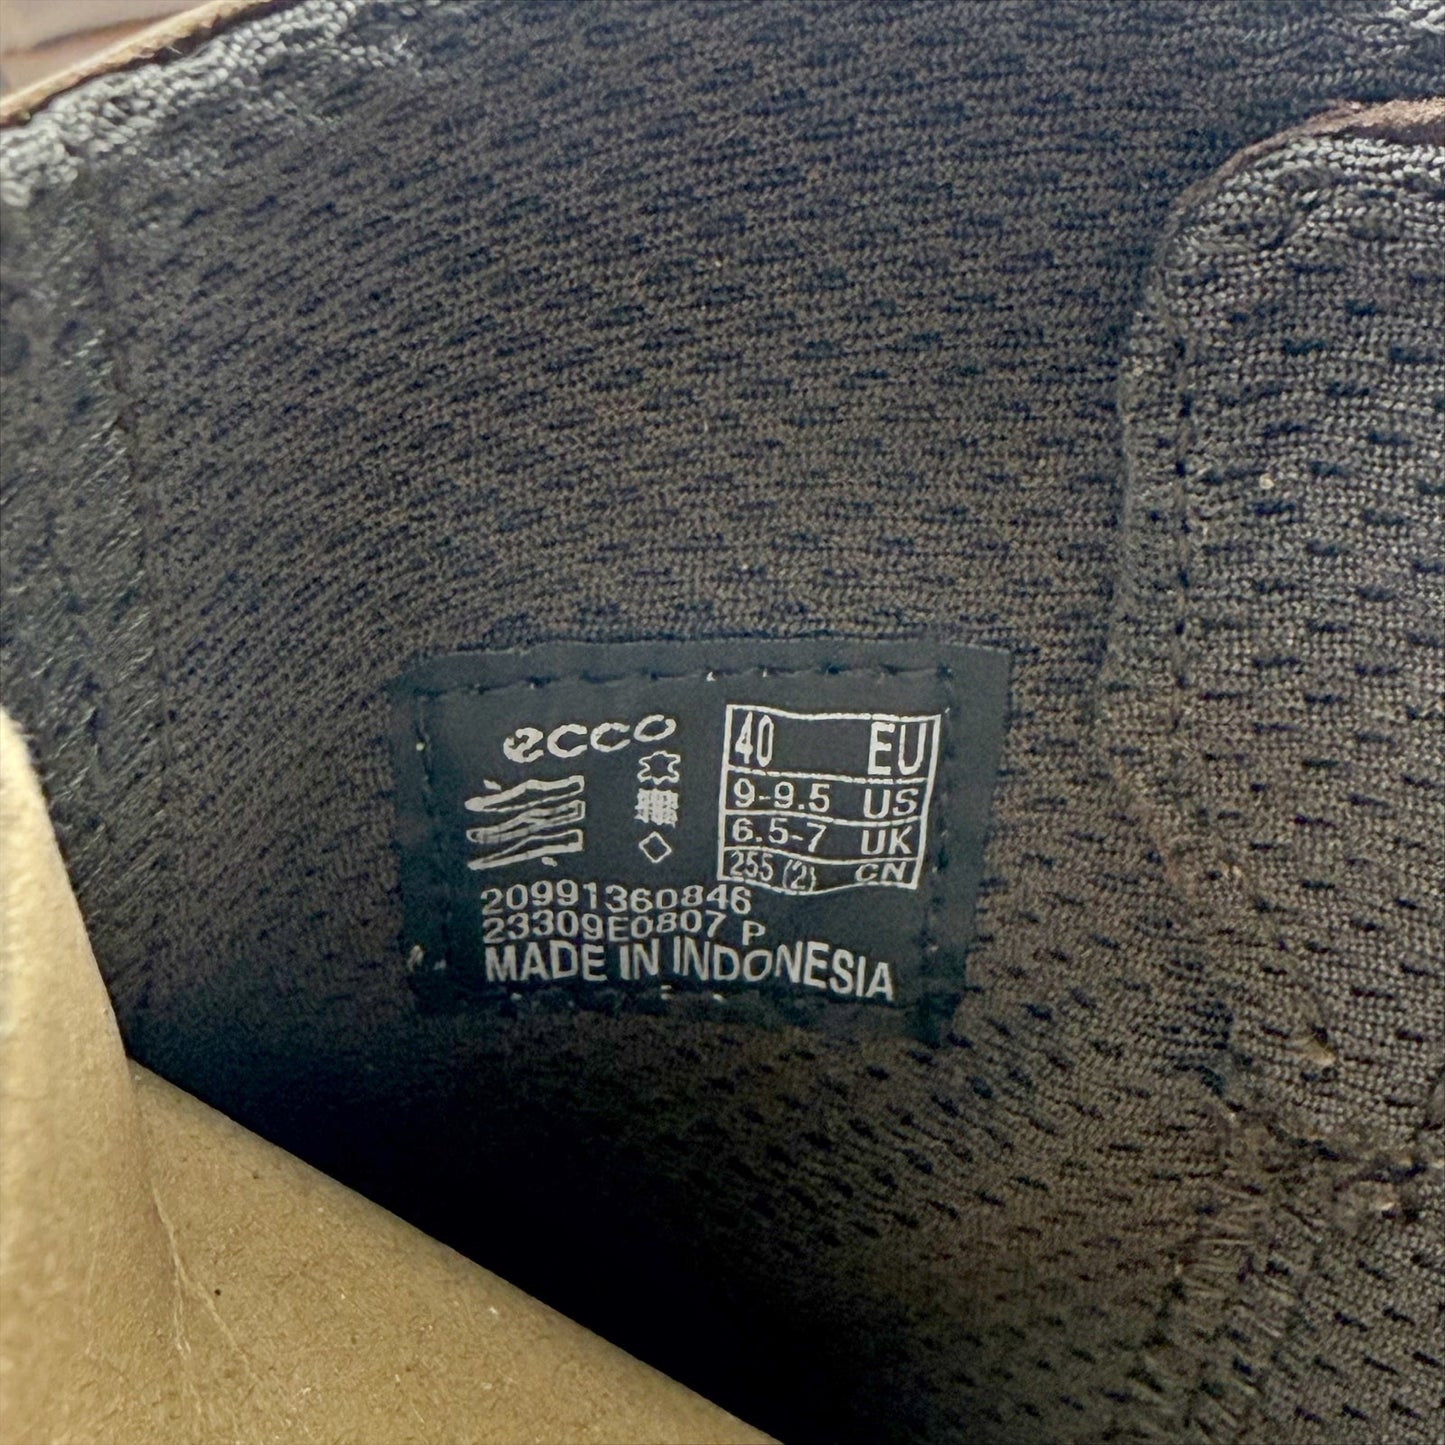 ecco
40 EU
9-9.5 US
6.5-7 UK
255 (2) CN
20991360846
23309E0807 P
MADE IN INDONESIA